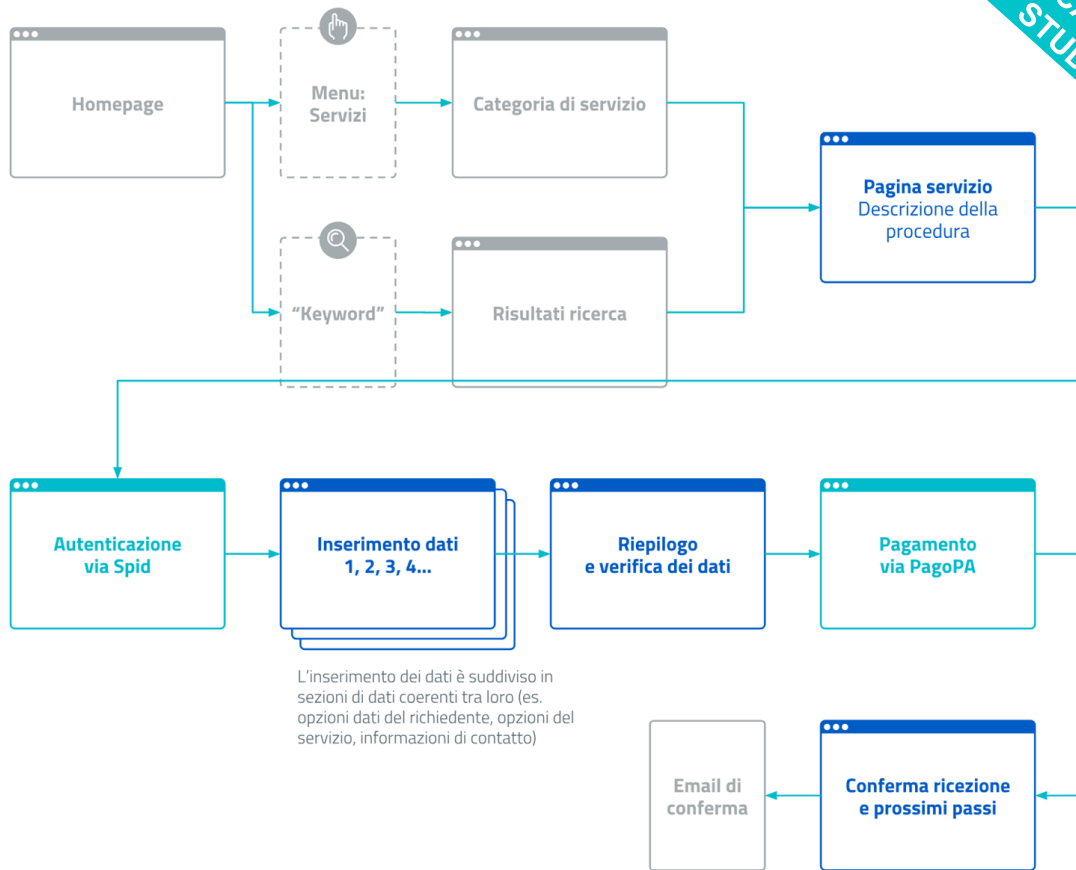 STUD
Homepage
Menu:
Servizi
Categoria di servizio
Pagina servizio
Descrizione della
procedura
“Keyword”
Risultati ricerca
Autenticazione
via Spid
Inserimento dati
1, 2, 3, 4...
Riepilogo
e verifica dei dati
Pagamento
via PagoPA
L’inserimento dei dati è suddiviso in
sezioni di dati coerenti tra loro (es.
opzioni dati del richiedente, opzioni del
servizio, informazioni di contatto)
Email di
conferma
Conferma ricezione
e prossimi passi